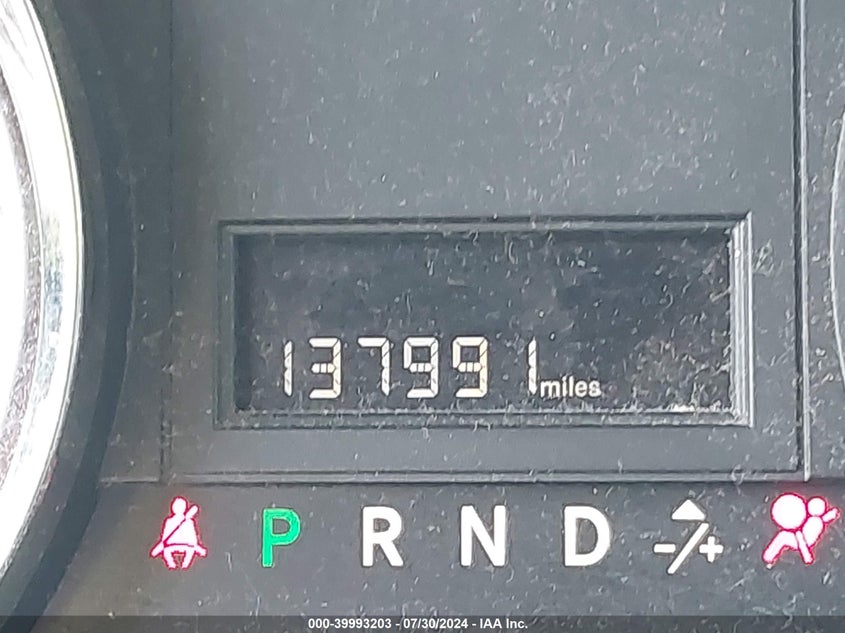 137991 miles
P R N D -/+
000-39993203 - 07/30/2024 - IAA Inc.